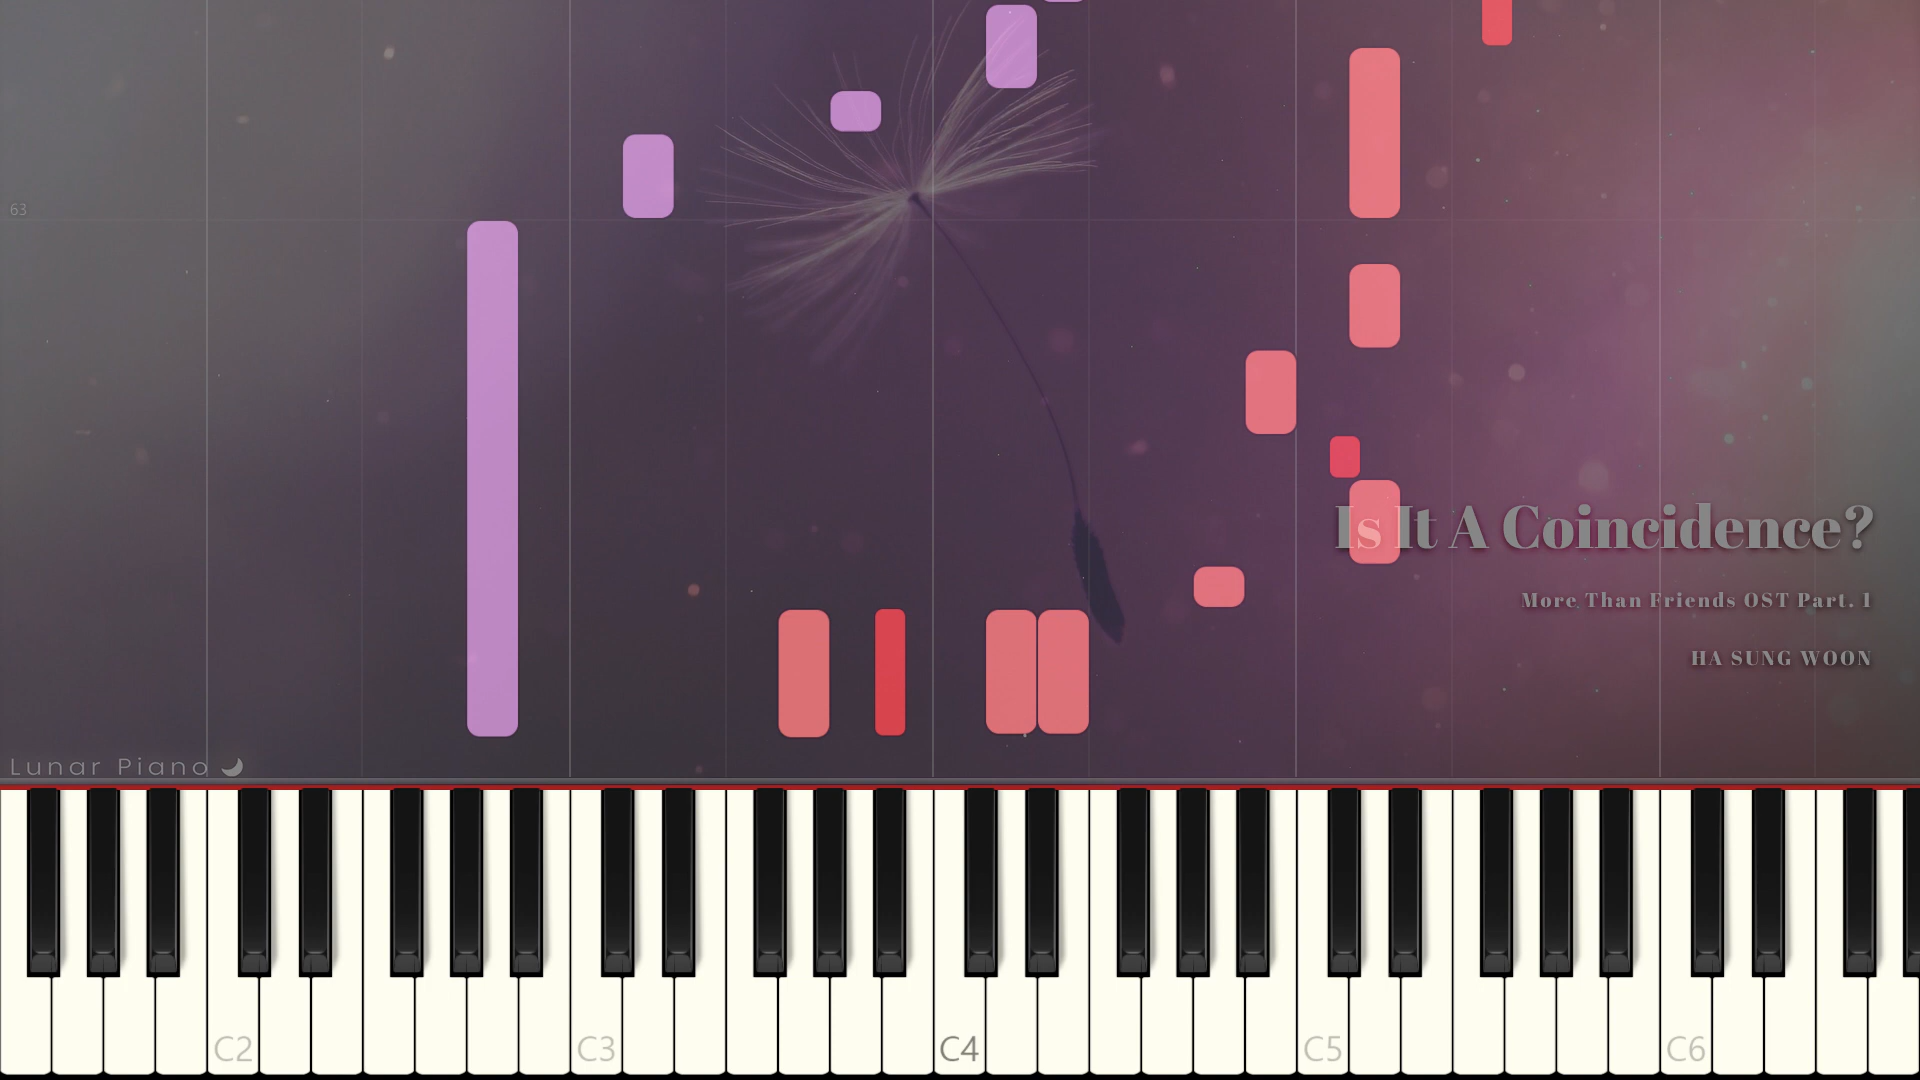 63
Is It A Coincidence?
More Than Friends OST Part. 1
HA SUNG WOON
Lunar Piano
C2 C3 C4 C5 C6